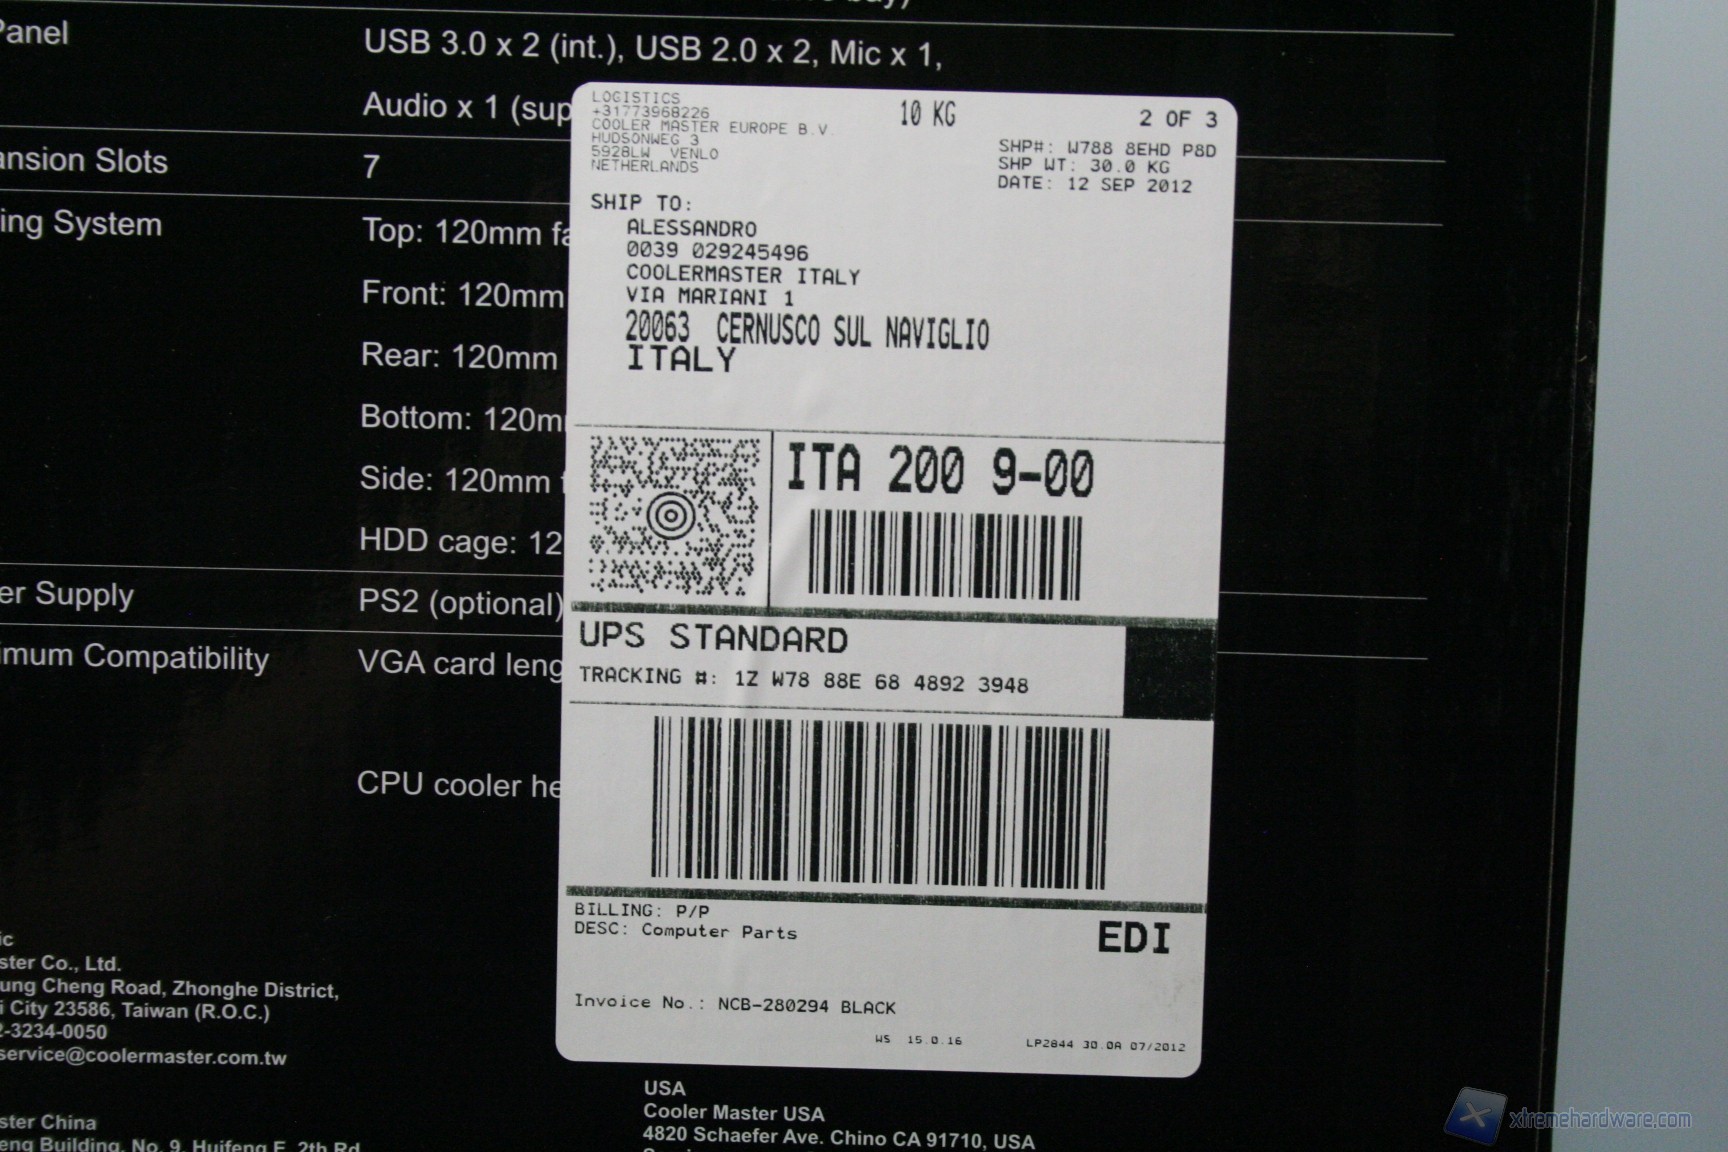 Panel
USB 3.0 x 2 (int.), USB 2.0 x 2, Mic x 1,
Audio x 1 (sup
ansion Slots
7
ing System
Top: 120mm fa
Front: 120mm
Rear: 120mm
Bottom: 120m
Side: 120mm
HDD cage: 12
er Supply
PS2 (optional)
imum Compatibility
VGA card leng
CPU cooler he
LOGISTICS
+31773968226
COOLER MASTER EUROPE B.V.
HUDSONWEG 3
5928LW VENLO
NETHERLANDS
10 KG
2 OF 3
SHP#: W788 8EHD P8D
SHP WT: 30.0 KG
DATE: 12 SEP 2012
SHIP TO:
ALESSANDRO
0039 029245496
COOLERMASTER ITALY
VIA MARIANI 1
20063 CERNUSCO SUL NAVIGLIO
ITALY
ITA 200 9-00
UPS STANDARD
TRACKING #: 1Z W78 88E 68 4892 3948
BILLING: P/P
DESC: Computer Parts
EDI
Invoice No.: NCB-280294 BLACK
WS 15.0.16
LP2844 30.0A 07/2012
ic
ster Co., Ltd.
ung Cheng Road, Zhonghe District,
i City 23586, Taiwan (R.O.C.)
2-3234-0050
service@coolermaster.com.tw
ster China
eng Building, No. 9, Huifeng E. 2th Rd
USA
Cooler Master USA
4820 Schaefer Ave. Chino CA 91710, USA
xtremehardware.com